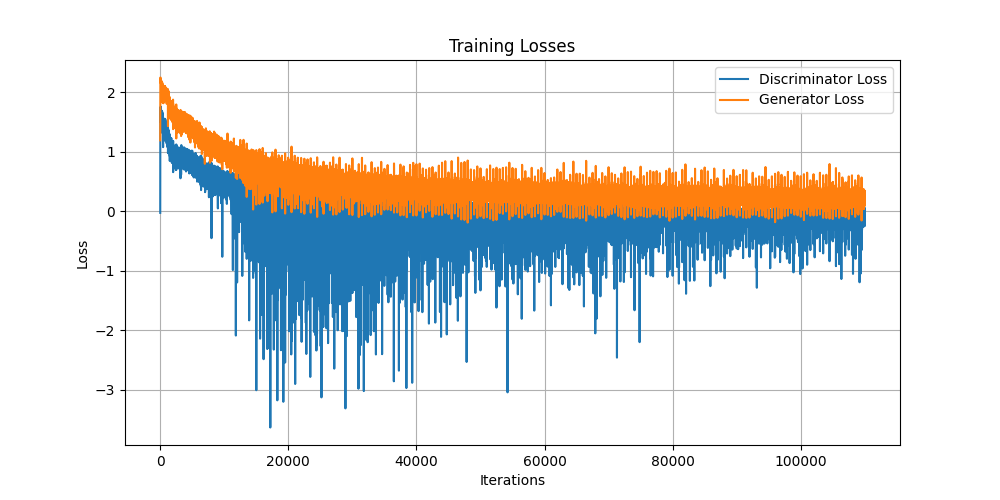 Training Losses
Discriminator Loss
Generator Loss
2
1
0
−1
−2
−3
Loss
0
20000
40000
60000
80000
100000
Iterations